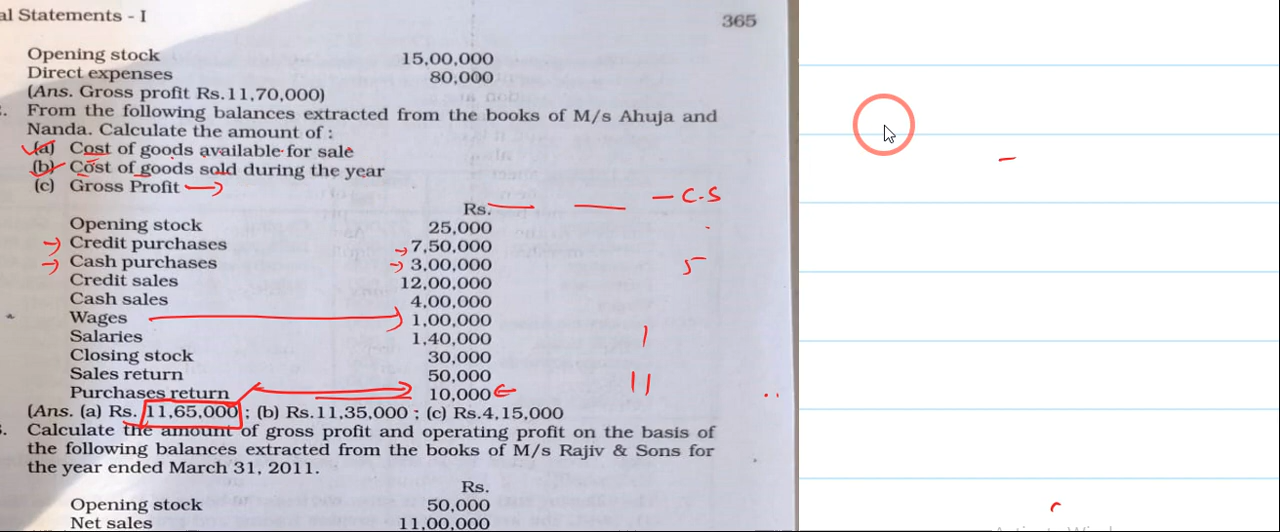 al Statements - I 365
Opening stock 15,00,000
Direct expenses 80,000
(Ans. Gross profit Rs.11,70,000)
. From the following balances extracted from the books of M/s Ahuja and
Nanda. Calculate the amount of :
(a) Cost of goods available for sale
(b) Cost of goods sold during the year
(c) Gross Profit
- C.S
Rs.
Opening stock 25,000
Credit purchases 7,50,000
Cash purchases 3,00,000
Credit sales 12,00,000
Cash sales 4,00,000
Wages 1,00,000
Salaries 1,40,000
Closing stock 30,000
Sales return 50,000
Purchases return 10,000
(Ans. (a) Rs. 11,65,000 ; (b) Rs.11,35,000 ; (c) Rs.4,15,000
. Calculate the amount of gross profit and operating profit on the basis of
the following balances extracted from the books of M/s Rajiv & Sons for
the year ended March 31, 2011.
Rs.
Opening stock 50,000
Net sales 11,00,000